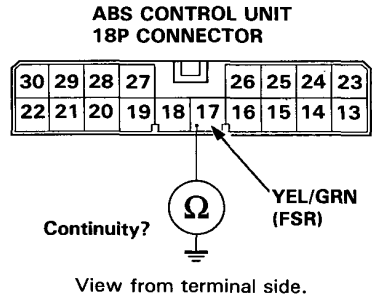 ABS CONTROL UNIT
18P CONNECTOR
30 29 28 27 26 25 24 23
22 21 20 19 18 17 16 15 14 13
YEL/GRN
(FSR)
Ω
Continuity?
View from terminal side.